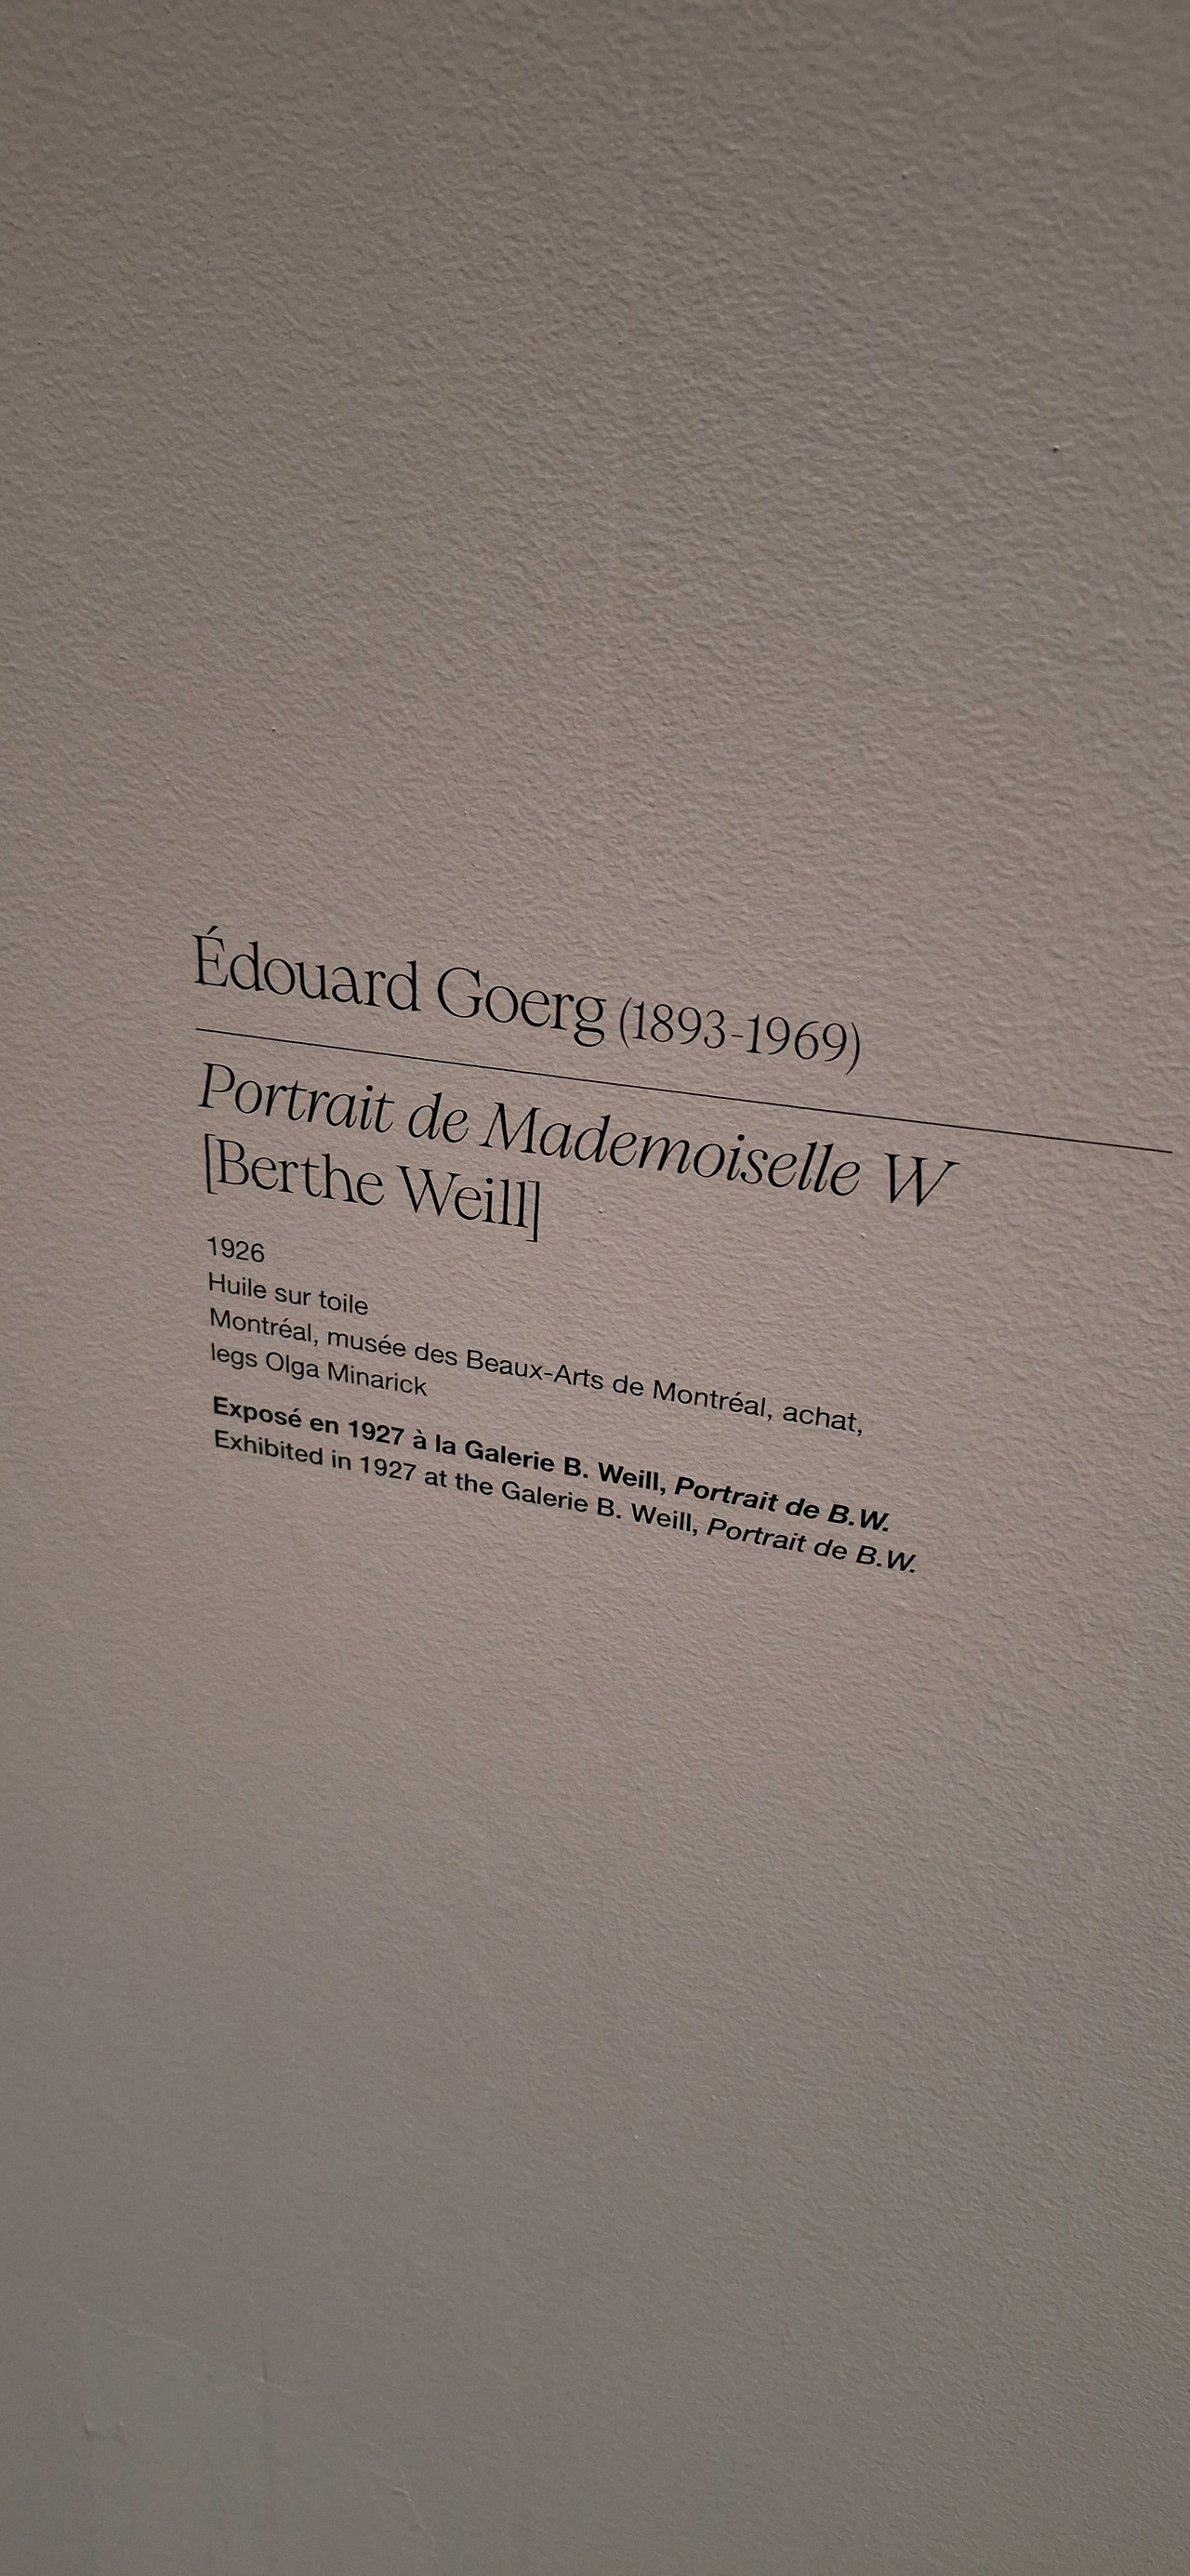 Édouard Goerg (1893-1969)
Portrait de Mademoiselle W
[Berthe Weill]
1926
Huile sur toile
Montréal, musée des Beaux-Arts de Montréal, achat,
legs Olga Minarick
Exposé en 1927 à la Galerie B. Weill, Portrait de B.W.
Exhibited in 1927 at the Galerie B. Weill, Portrait de B.W.